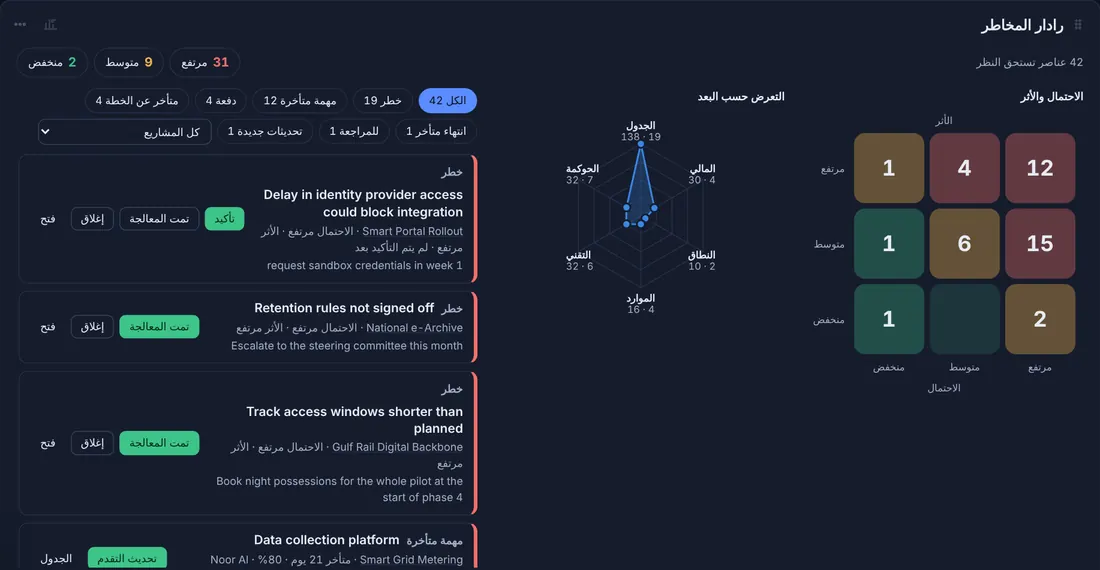 رادار المخاطر
42 عناصر تستحق النظر
31 مرتفع
9 متوسط
2 منخفض
الاحتمال والأثر
الأثر
مرتفع
12
4
1
متوسط
15
6
1
منخفض
2
1
مرتفع
متوسط
منخفض
الاحتمال
التعرض حسب البعد
الجدول
138 · 19
المالي
30 · 4
النطاق
10 · 2
الموارد
16 · 4
التقني
32 · 6
الحوكمة
32 · 7
الكل 42
خطر 19
مهمة متأخرة 12
دفعة 4
متأخر عن الخطة 4
انتهاء متأخر 1
للمراجعة 1
تحديثات جديدة 1
كل المشاريع
خطر
Delay in identity provider access
could block integration
Smart Portal Rollout · الاحتمال مرتفع · الأثر
مرتفع · لم يتم التأكيد بعد
request sandbox credentials in week 1
تأكيد
تمت المعالجة
إغلاق
فتح
خطر Retention rules not signed off
National e-Archive · الاحتمال مرتفع · الأثر مرتفع
Escalate to the steering committee this month
تمت المعالجة
إغلاق
فتح
خطر
Track access windows shorter than
planned
Gulf Rail Digital Backbone · الاحتمال مرتفع · الأثر
مرتفع
Book night possessions for the whole pilot at the
start of phase 4
تمت المعالجة
إغلاق
فتح
مهمة متأخرة Data collection platform
Smart Grid Metering · متأخر 21 يوم · 80% · Noor Al
تحديث التقدم
الجدول